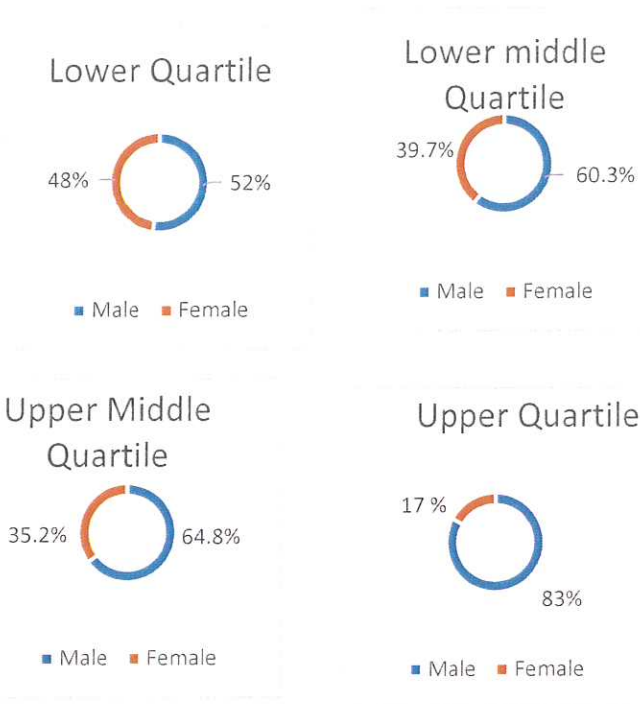 Lower Quartile
48%
52%
Male Female
Lower middle
Quartile
39.7%
60.3%
Male Female
Upper Middle
Quartile
35.2%
64.8%
Male Female
Upper Quartile
17 %
83%
Male Female